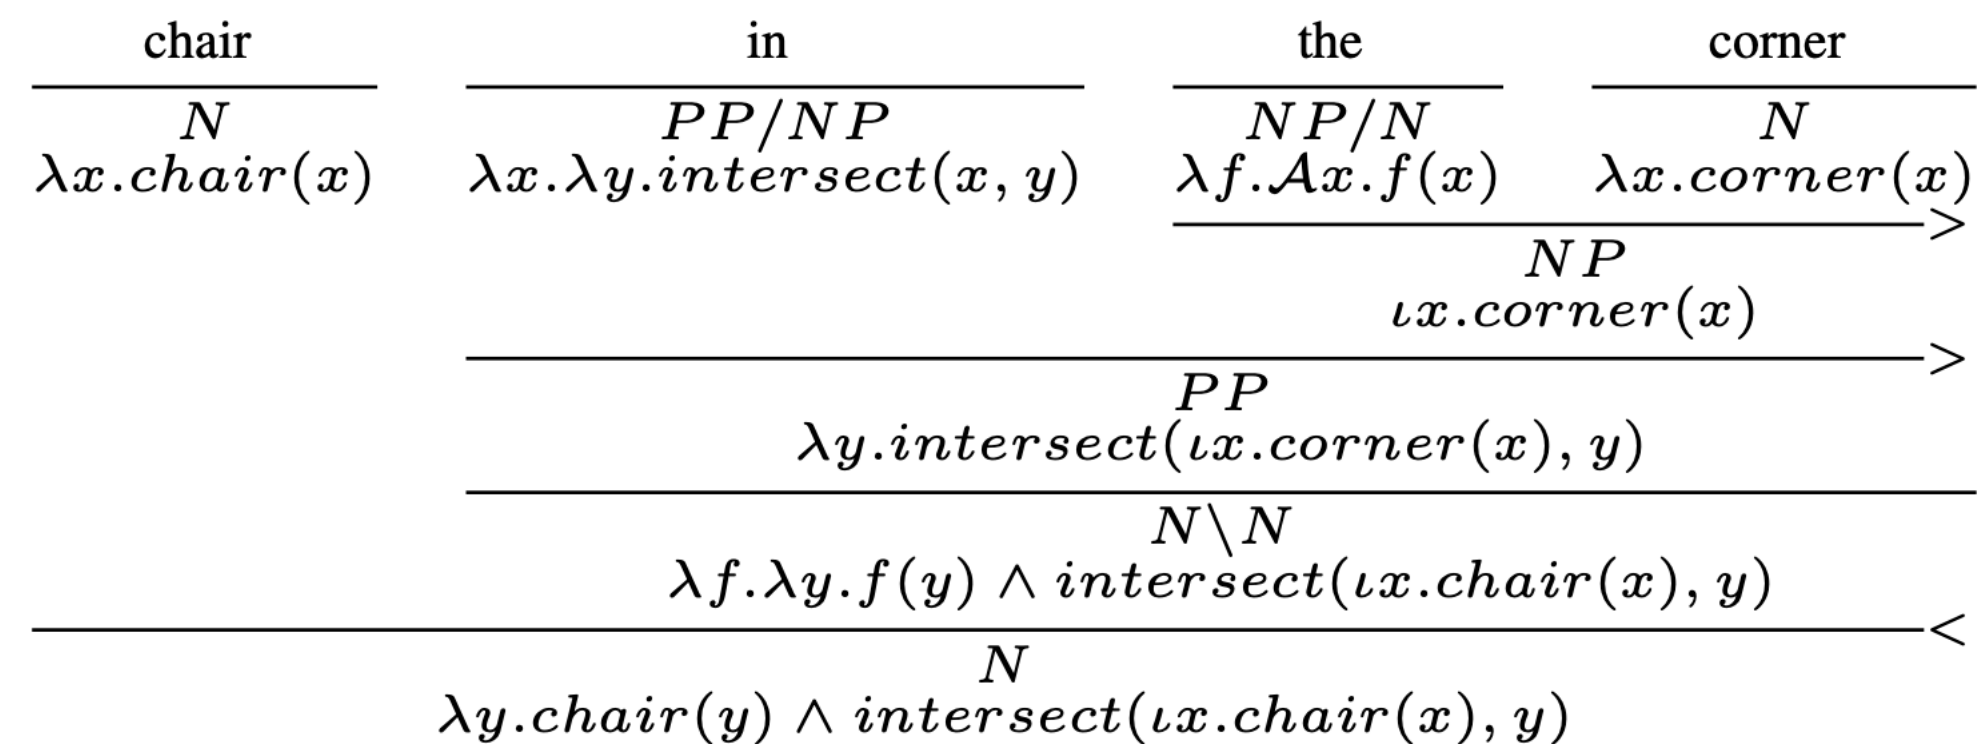 chair in the corner
N PP/NP NP/N N
λx.chair(x) λx.λy.intersect(x, y) λf.𝒜x.f(x) λx.corner(x)
>
NP
ιx.corner(x)
>
PP
λy.intersect(ιx.corner(x), y)
N\N
λf.λy.f(y) ∧ intersect(ιx.chair(x), y)
<
N
λy.chair(y) ∧ intersect(ιx.chair(x), y)